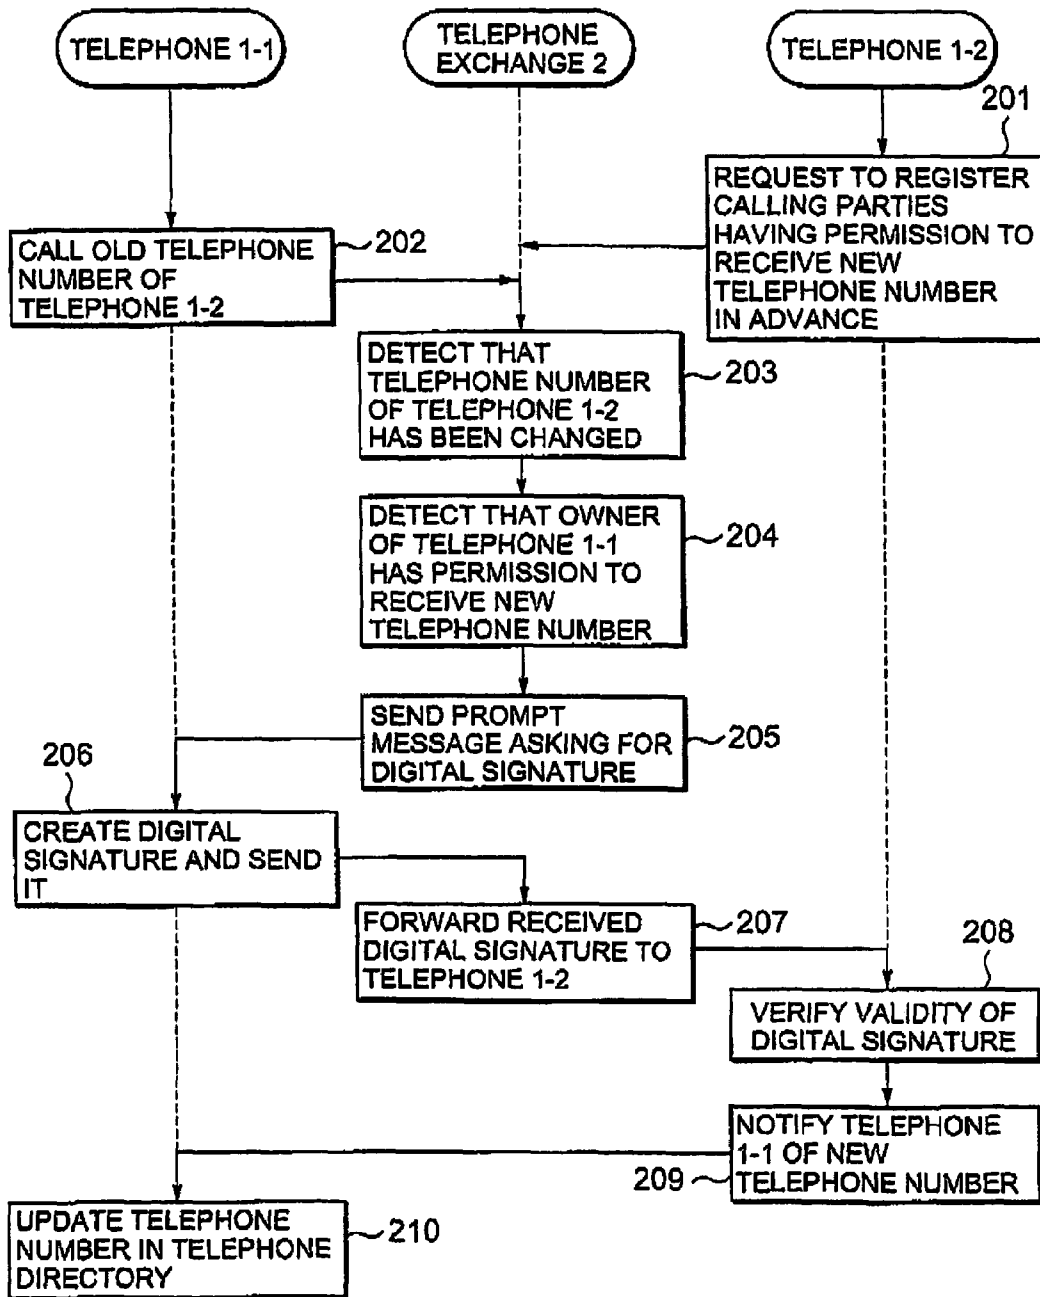 TELEPHONE 1-1
TELEPHONE
EXCHANGE 2
TELEPHONE 1-2
201
REQUEST TO REGISTER
CALLING PARTIES
HAVING PERMISSION TO
RECEIVE NEW
TELEPHONE NUMBER
IN ADVANCE
202
CALL OLD TELEPHONE
NUMBER OF
TELEPHONE 1-2
DETECT THAT
TELEPHONE NUMBER
OF TELEPHONE 1-2
HAS BEEN CHANGED
203
DETECT THAT OWNER
OF TELEPHONE 1-1
HAS PERMISSION TO
RECEIVE NEW
TELEPHONE NUMBER
204
SEND PROMPT
MESSAGE ASKING FOR
DIGITAL SIGNATURE
205
206
CREATE DIGITAL
SIGNATURE AND SEND
IT
FORWARD RECEIVED
DIGITAL SIGNATURE TO
TELEPHONE 1-2
207
208
VERIFY VALIDITY OF
DIGITAL SIGNATURE
NOTIFY TELEPHONE
1-1 OF NEW
TELEPHONE NUMBER
209
UPDATE TELEPHONE
NUMBER IN TELEPHONE
DIRECTORY
210